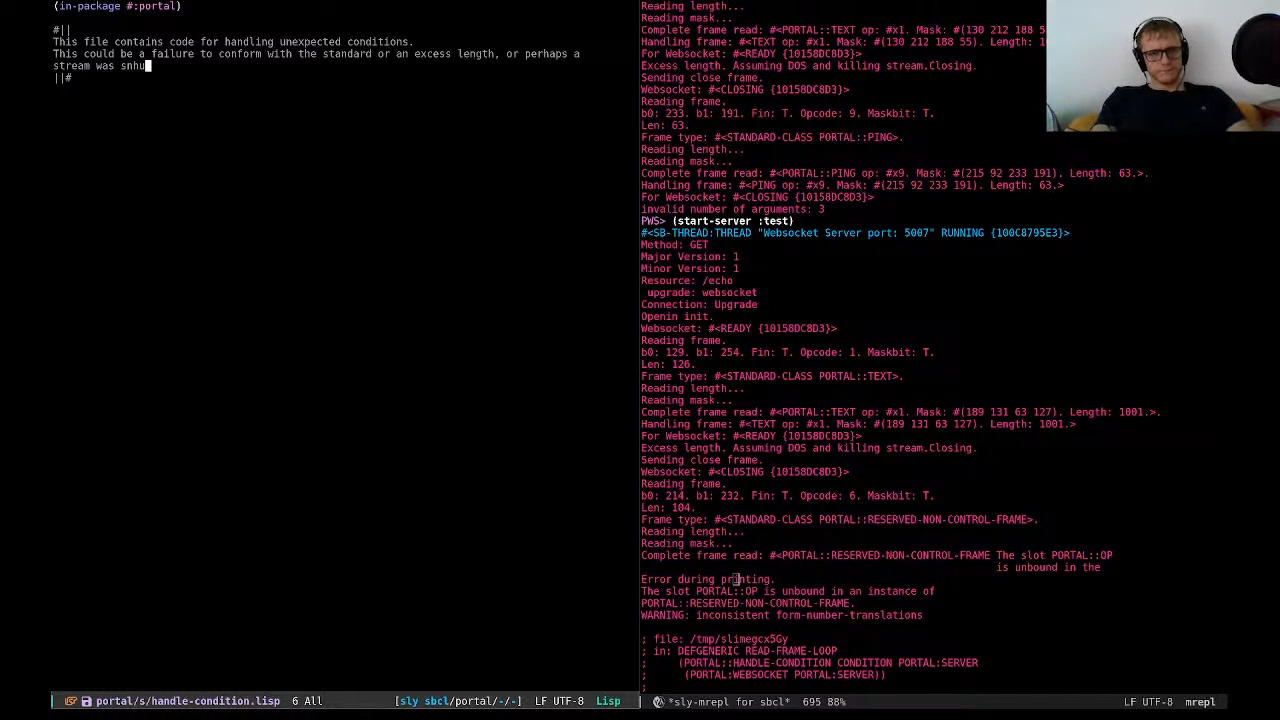 (in-package #:portal)
#||
This file contains code for handling unexpected conditions.
This could be a failure to conform with the standard or an excess length, or perhaps a
stream was snhu
||#
portal/s/handle-condition.lisp 6 All [sly sbcl/portal/-/-] LF UTF-8 Lisp
Reading length...
Reading mask...
Complete frame read: #<PORTAL::TEXT op: #x1. Mask: #(130 212 188 5
Handling frame: #<TEXT op: #x1. Mask: #(130 212 188 55). Length: 1
For Websocket: #<READY {10158DC8D3}>
Excess length. Assuming DOS and killing stream.Closing.
Sending close frame.
Websocket: #<CLOSING {10158DC8D3}>
Reading frame.
b0: 233. b1: 191. Fin: T. Opcode: 9. Maskbit: T.
Len: 63.
Frame type: #<STANDARD-CLASS PORTAL::PING>.
Reading length...
Reading mask...
Complete frame read: #<PORTAL::PING op: #x9. Mask: #(215 92 233 191). Length: 63.>.
Handling frame: #<PING op: #x9. Mask: #(215 92 233 191). Length: 63.>
For Websocket: #<CLOSING {10158DC8D3}>
invalid number of arguments: 3
PWS> (start-server :test)
#<SB-THREAD:THREAD "Websocket Server port: 5007" RUNNING {100C8795E3}>
Method: GET
Major Version: 1
Minor Version: 1
Resource: /echo
upgrade: websocket
Connection: Upgrade
Openin init.
Websocket: #<READY {10158DC8D3}>
Reading frame.
b0: 129. b1: 254. Fin: T. Opcode: 1. Maskbit: T.
Len: 126.
Frame type: #<STANDARD-CLASS PORTAL::TEXT>.
Reading length...
Reading mask...
Complete frame read: #<PORTAL::TEXT op: #x1. Mask: #(189 131 63 127). Length: 1001.>.
Handling frame: #<TEXT op: #x1. Mask: #(189 131 63 127). Length: 1001.>
For Websocket: #<READY {10158DC8D3}>
Excess length. Assuming DOS and killing stream.Closing.
Sending close frame.
Websocket: #<CLOSING {10158DC8D3}>
Reading frame.
b0: 214. b1: 232. Fin: T. Opcode: 6. Maskbit: T.
Len: 104.
Frame type: #<STANDARD-CLASS PORTAL::RESERVED-NON-CONTROL-FRAME>.
Reading length...
Reading mask...
Complete frame read: #<PORTAL::RESERVED-NON-CONTROL-FRAME The slot PORTAL::OP
is unbound in the
Error during printing.
The slot PORTAL::OP is unbound in an instance of
PORTAL::RESERVED-NON-CONTROL-FRAME.
WARNING: inconsistent form-number-translations
; file: /tmp/slimegcx5Gy
; in: DEFGENERIC READ-FRAME-LOOP
; (PORTAL::HANDLE-CONDITION CONDITION PORTAL:SERVER
; (PORTAL:WEBSOCKET PORTAL:SERVER))
;
*sly-mrepl for sbcl* 695 88% LF UTF-8 mrepl